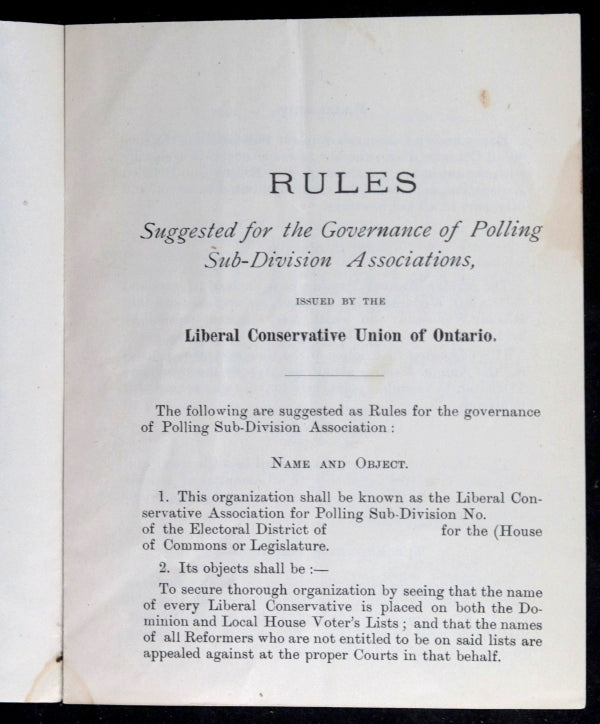 RULES
Suggested for the Governance of Polling
Sub-Division Associations,
ISSUED BY THE
Liberal Conservative Union of Ontario.
The following are suggested as Rules for the governance
of Polling Sub-Division Association :
NAME AND OBJECT.
1. This organization shall be known as the Liberal Con-
servative Association for Polling Sub-Division No.
of the Electoral District of for the (House
of Commons or Legislature.
2. Its objects shall be :—
To secure thorough organization by seeing that the name
of every Liberal Conservative is placed on both the Do-
minion and Local House Voter's Lists ; and that the names
of all Reformers who are not entitled to be on said lists are
appealed against at the proper Courts in that behalf.